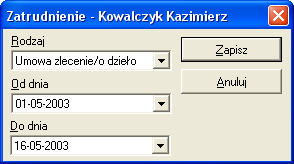 Zatrudnienie - Kowalczyk Kazimierz
Rodzaj
Umowa zlecenie/o dzieło
Zapisz
Od dnia
01-05-2003
Anuluj
Do dnia
16-05-2003